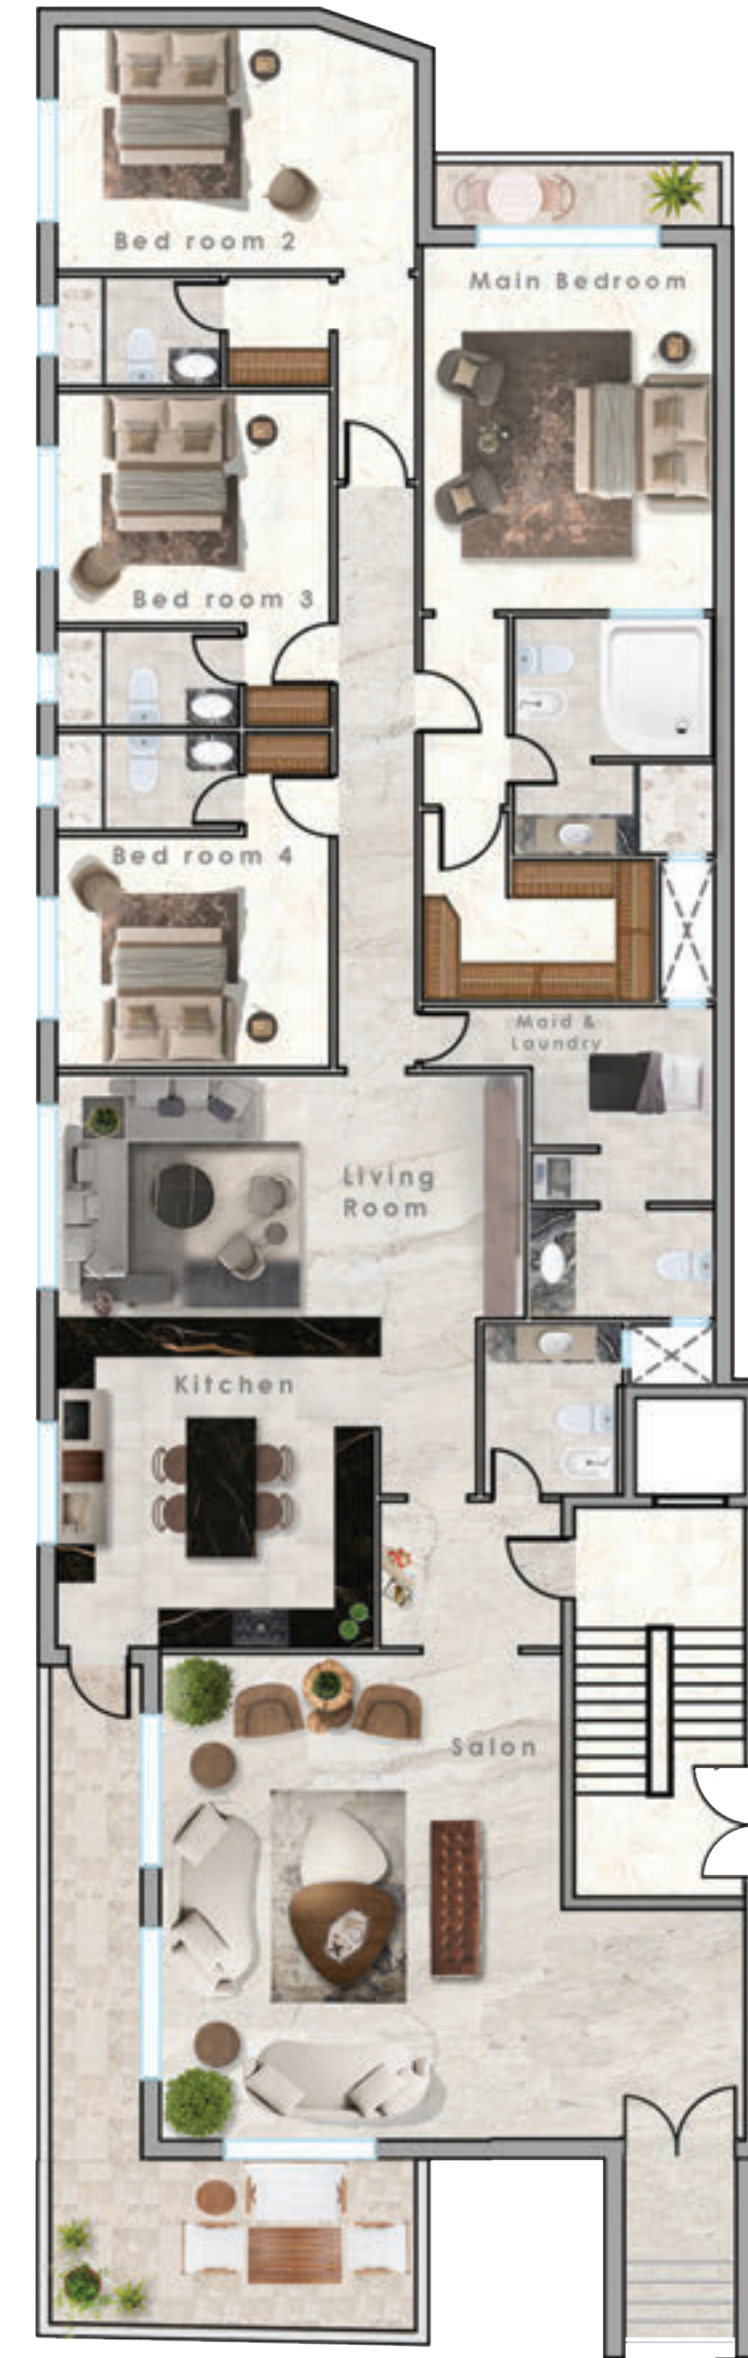 Bed room 2
Main Bedroom
Bed room 3
Bed room 4
Maid &
Laundry
Living
Room
Kitchen
Salon